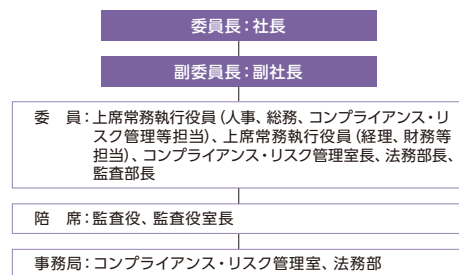 委員長：社長
副委員長：副社長
委　員：上席常務執行役員（人事、総務、コンプライアンス・リ
スク管理等担当）、上席常務執行役員（経理、財務等
担当）、コンプライアンス・リスク管理室長、法務部長、
監査部長
陪　席：監査役、監査役室長
事務局：コンプライアンス・リスク管理室、法務部